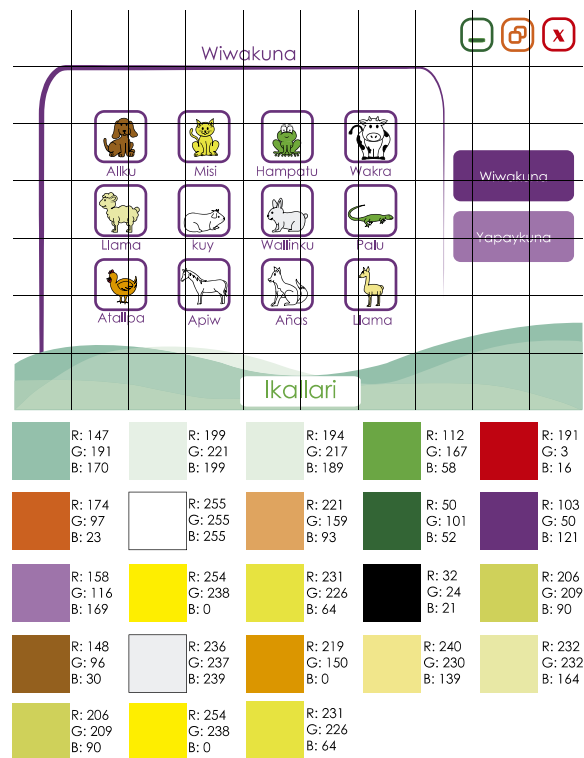 Wiwakuna
x
Allku Misi Hampatu Wakra
Wiwakuna
Llama kuy Wallinku Palu
Yapaykuna
Atallpa Apiw Añas Llama
Ikallari
R: 147 R: 199 R: 194 R: 112 R: 191
G: 191 G: 221 G: 217 G: 167 G: 3
B: 170 B: 199 B: 189 B: 58 B: 16
R: 174 R: 255 R: 221 R: 50 R: 103
G: 97 G: 255 G: 159 G: 101 G: 50
B: 23 B: 255 B: 93 B: 52 B: 121
R: 158 R: 254 R: 231 R: 32 R: 206
G: 116 G: 238 G: 226 G: 24 G: 209
B: 169 B: 0 B: 64 B: 21 B: 90
R: 148 R: 236 R: 219 R: 240 R: 232
G: 96 G: 237 G: 150 G: 230 G: 232
B: 30 B: 239 B: 0 B: 139 B: 164
R: 206 R: 254 R: 231
G: 209 G: 238 G: 226
B: 90 B: 0 B: 64